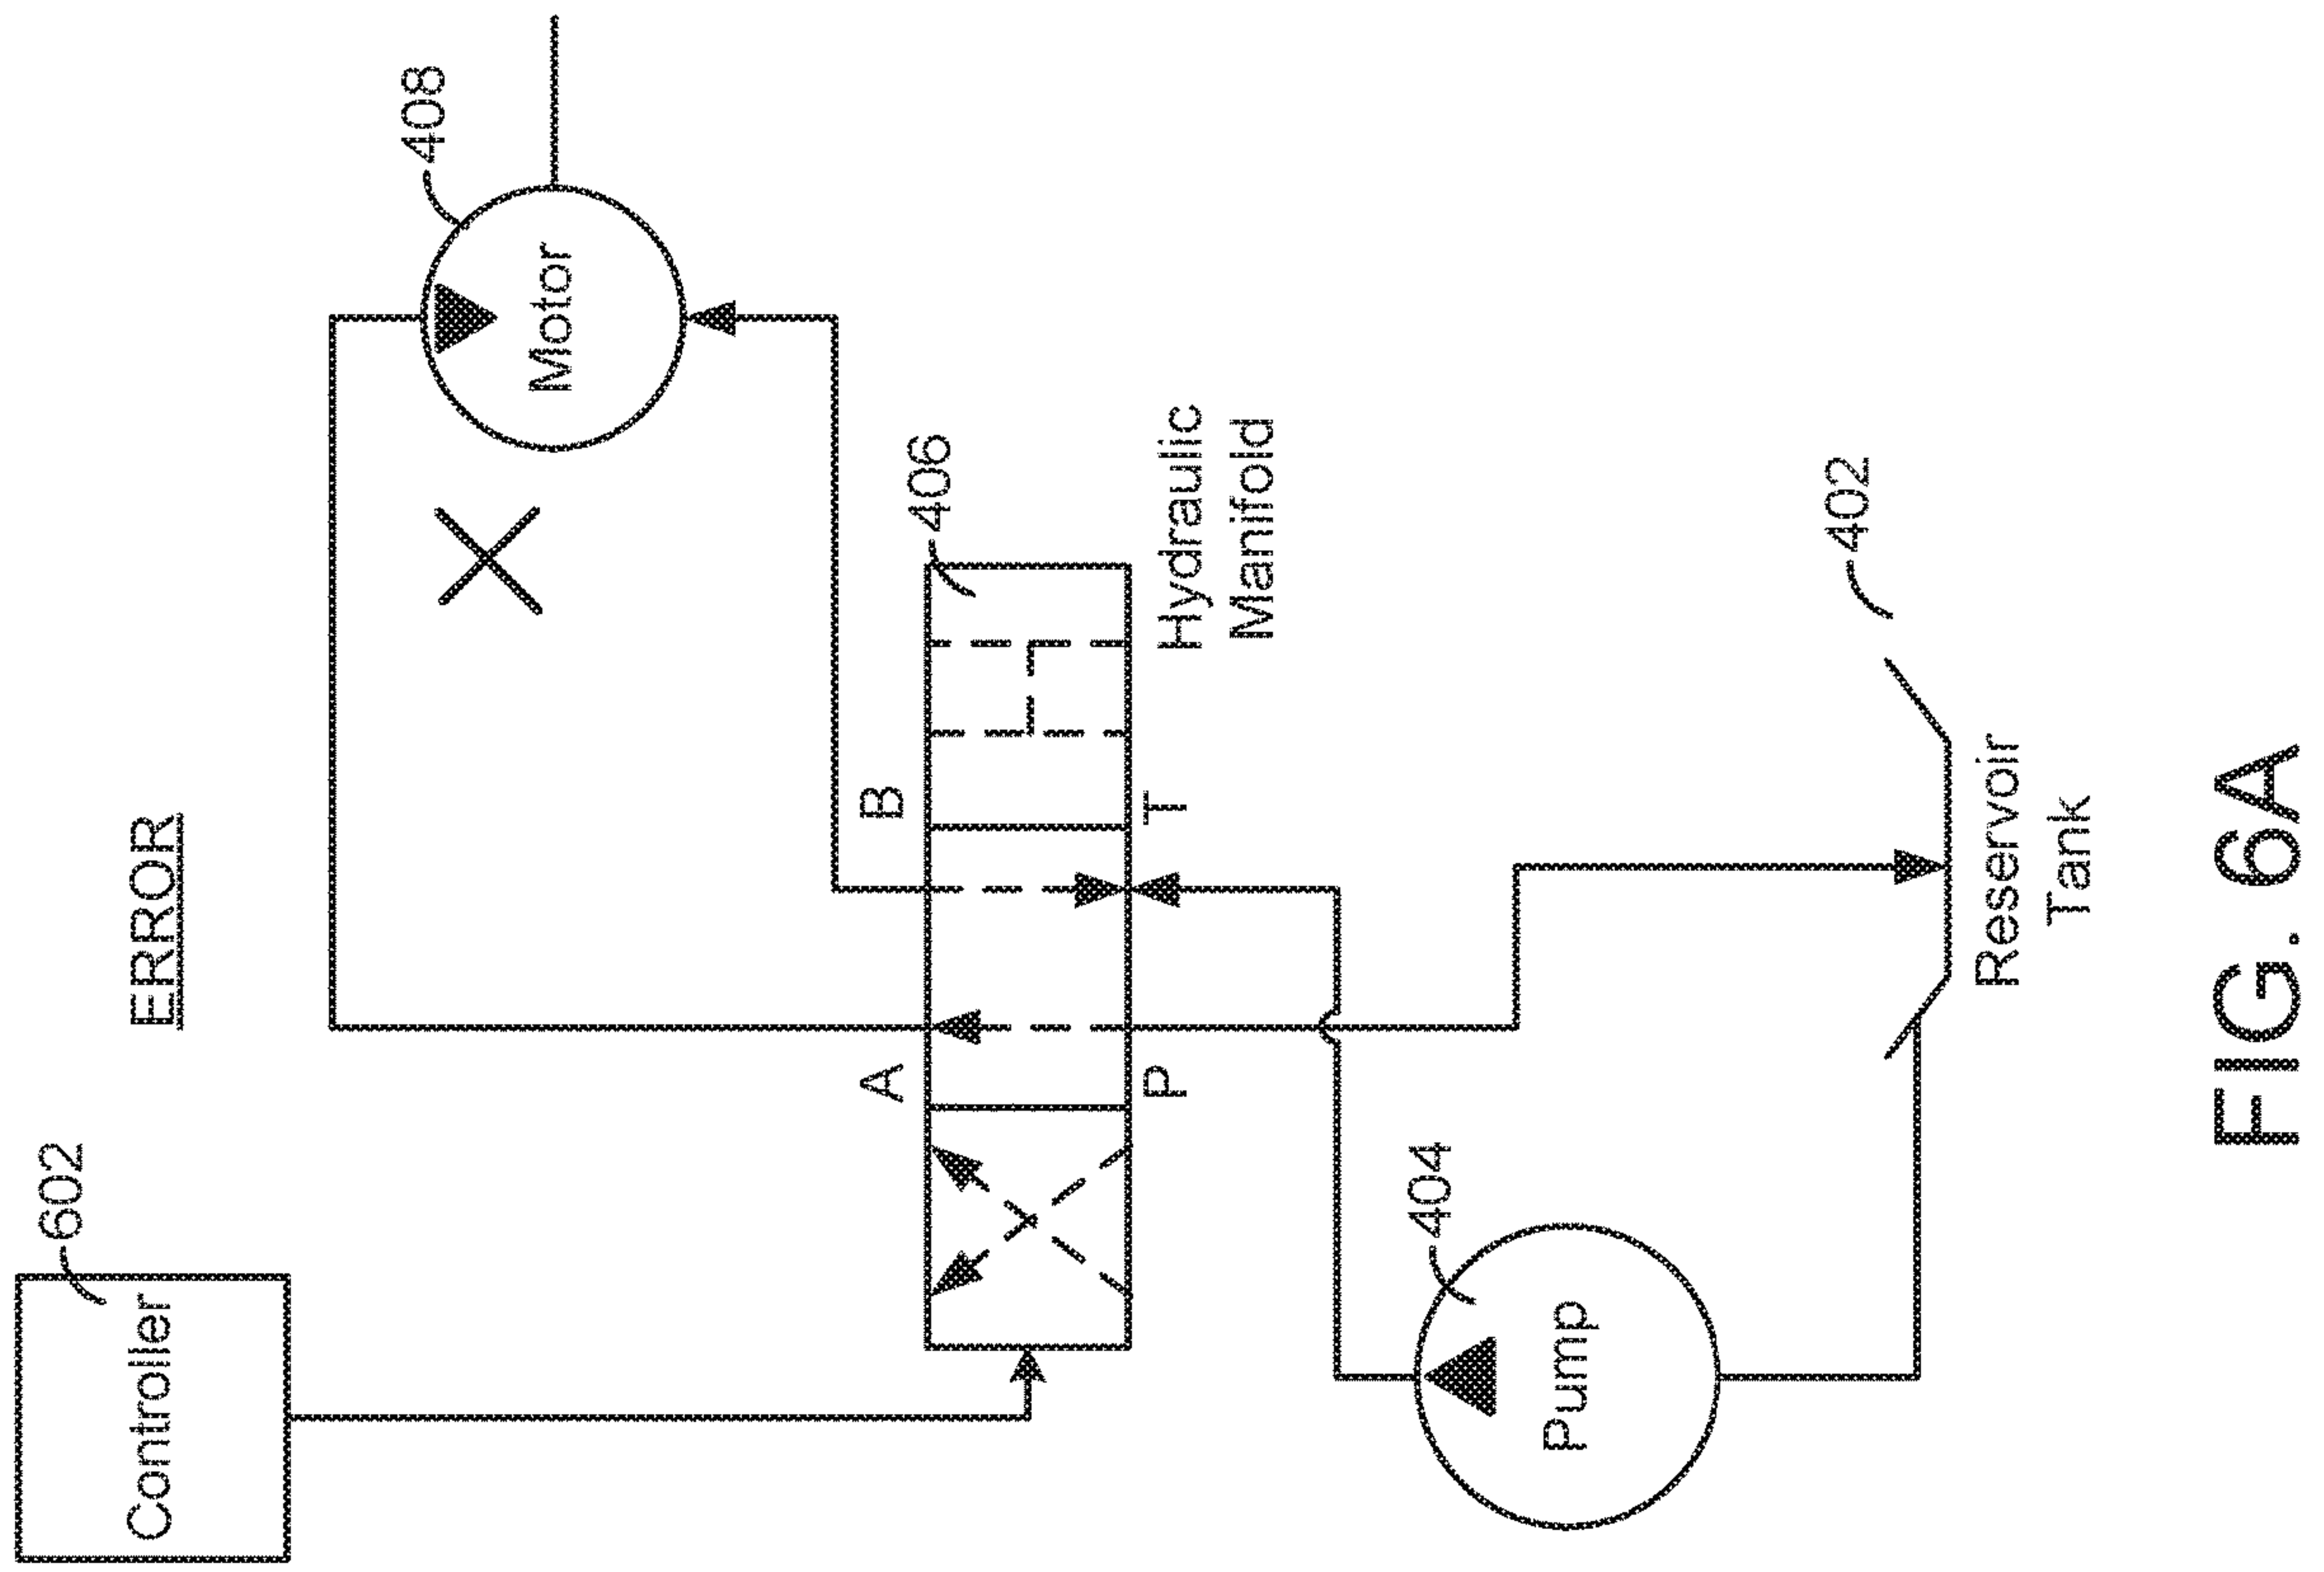 ERROR
602
Controller
408
Motor
406
A
B
P
T
Hydraulic
Manifold
404
Pump
402
Reservoir
Tank
FIG. 6A